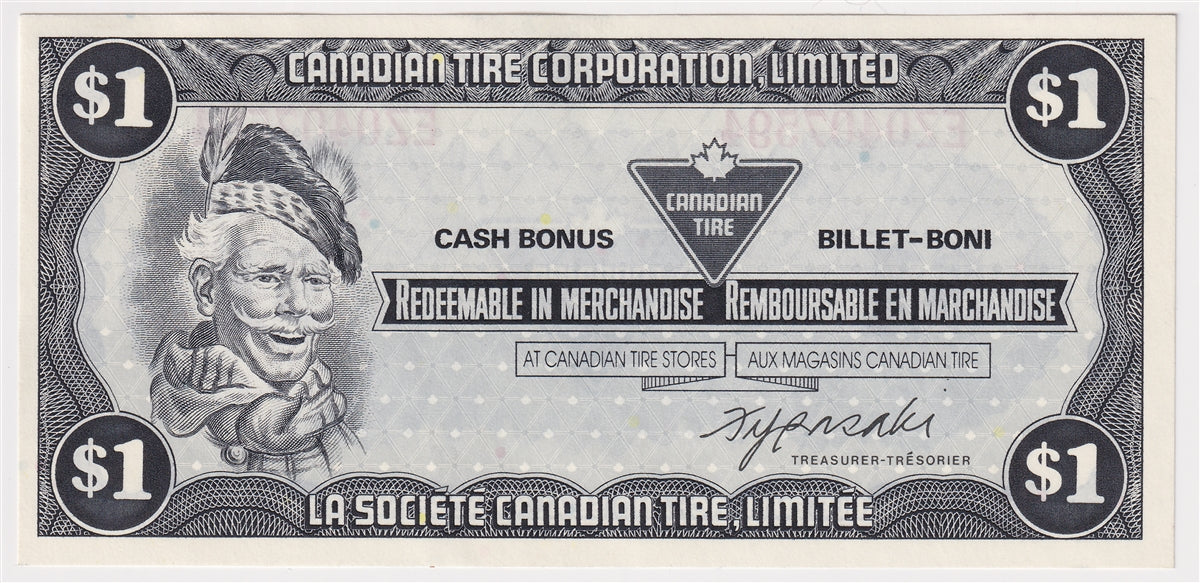 $1
CANADIAN TIRE CORPORATION, LIMITED
$1
CANADIAN
TIRE
CASH BONUS
BILLET-BONI
REDEEMABLE IN MERCHANDISE REMBOURSABLE EN MARCHANDISE
AT CANADIAN TIRE STORES
AUX MAGASINS CANADIAN TIRE
TREASURER-TRÉSORIER
$1
LA SOCIÉTÉ CANADIAN TIRE, LIMITÉE
$1